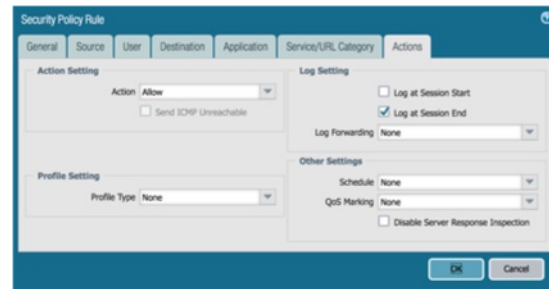 Security Policy Rule
General Source User Destination Application Service/URL Category Actions
Action Setting
Action Allow
Send ICMP Unreachable
Profile Setting
Profile Type None
Log Setting
Log at Session Start
Log at Session End
Log Forwarding None
Other Settings
Schedule None
QoS Marking None
Disable Server Response Inspection
OK Cancel